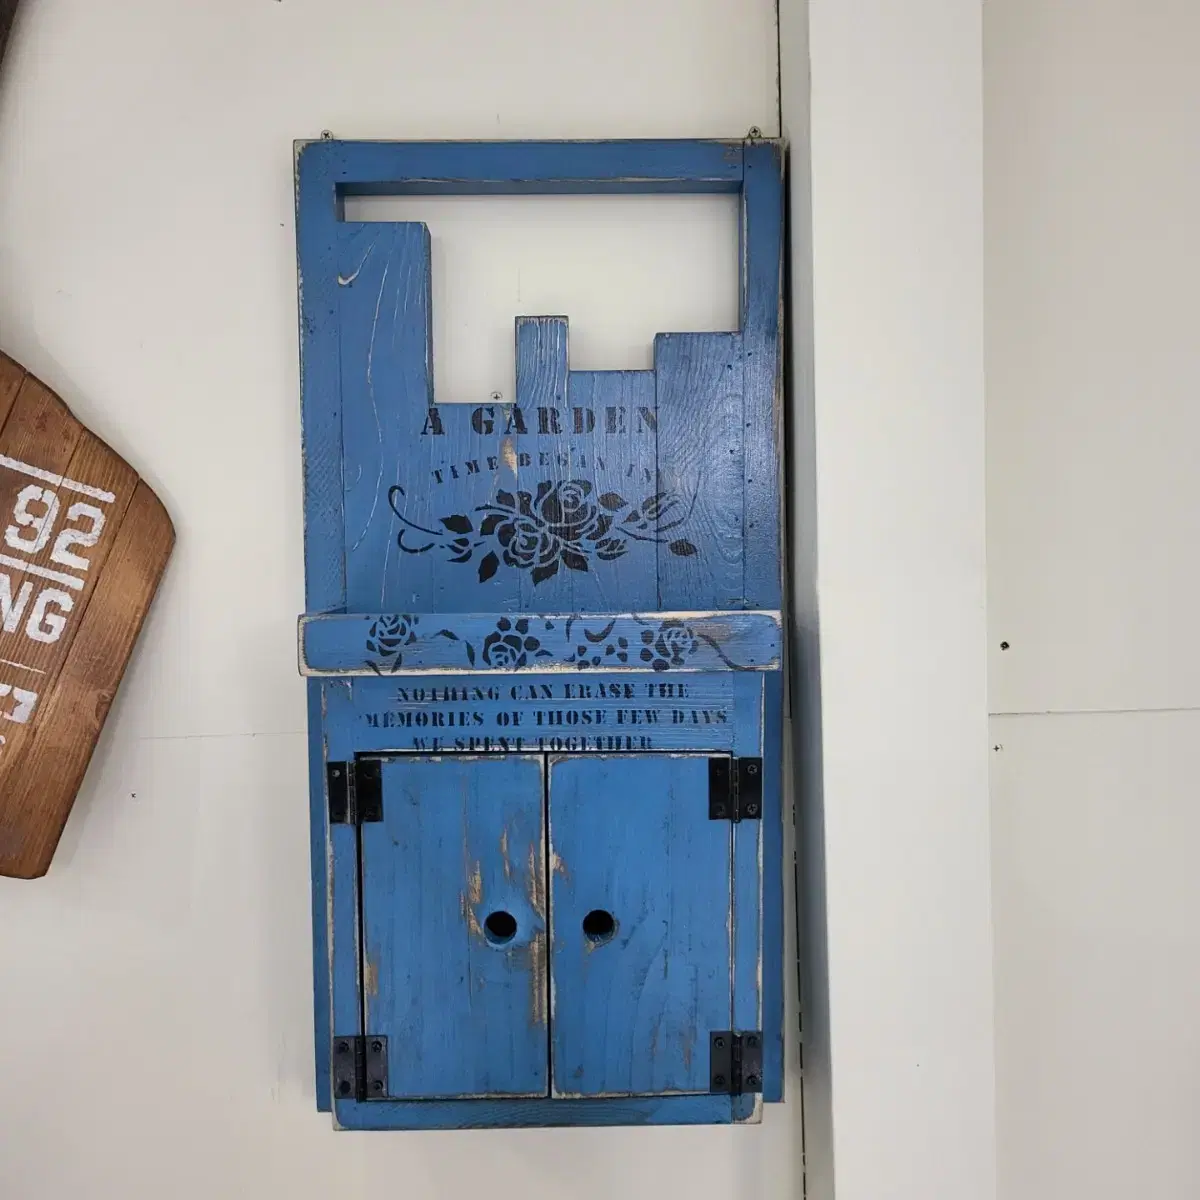 A GARDEN
TIME BEGAN IN
NOTHING CAN ERASE THE
MEMORIES OF THOSE FEW DAYS
WE SPENT TOGETHER
92
NG